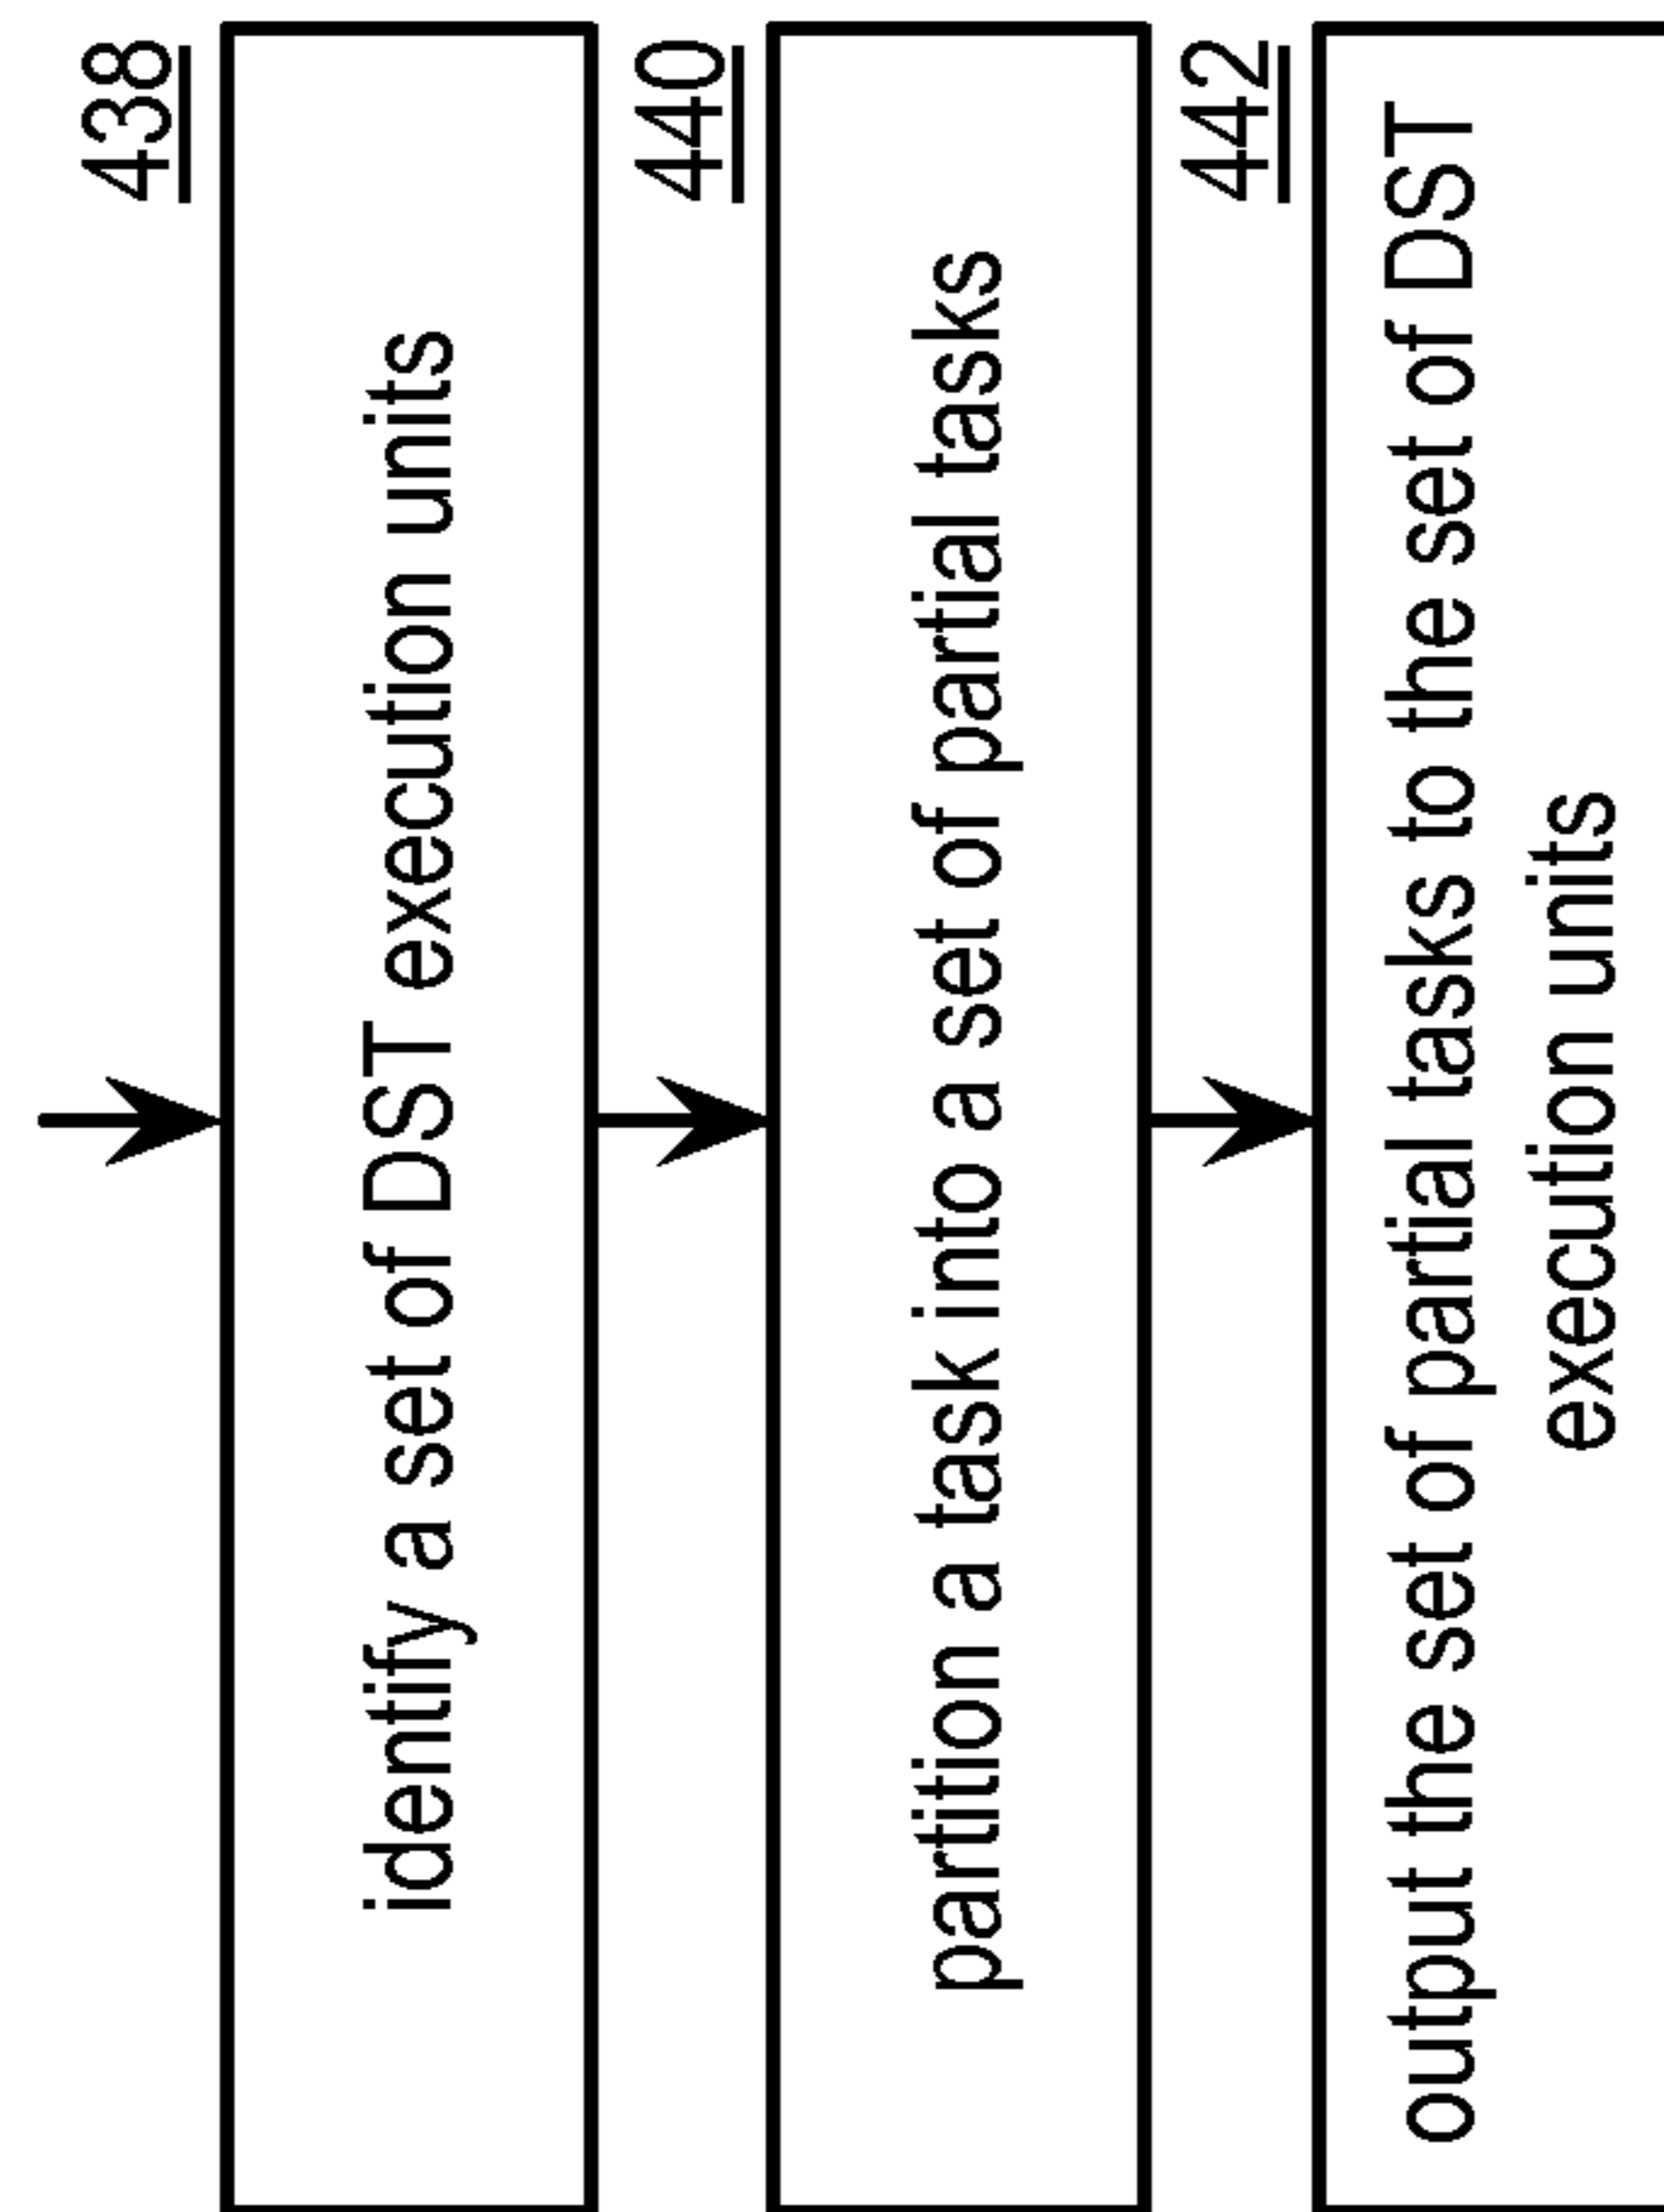 438
identify a set of DST execution units
440
partition a task into a set of partial tasks
442
output the set of partial tasks to the set of DST
execution units